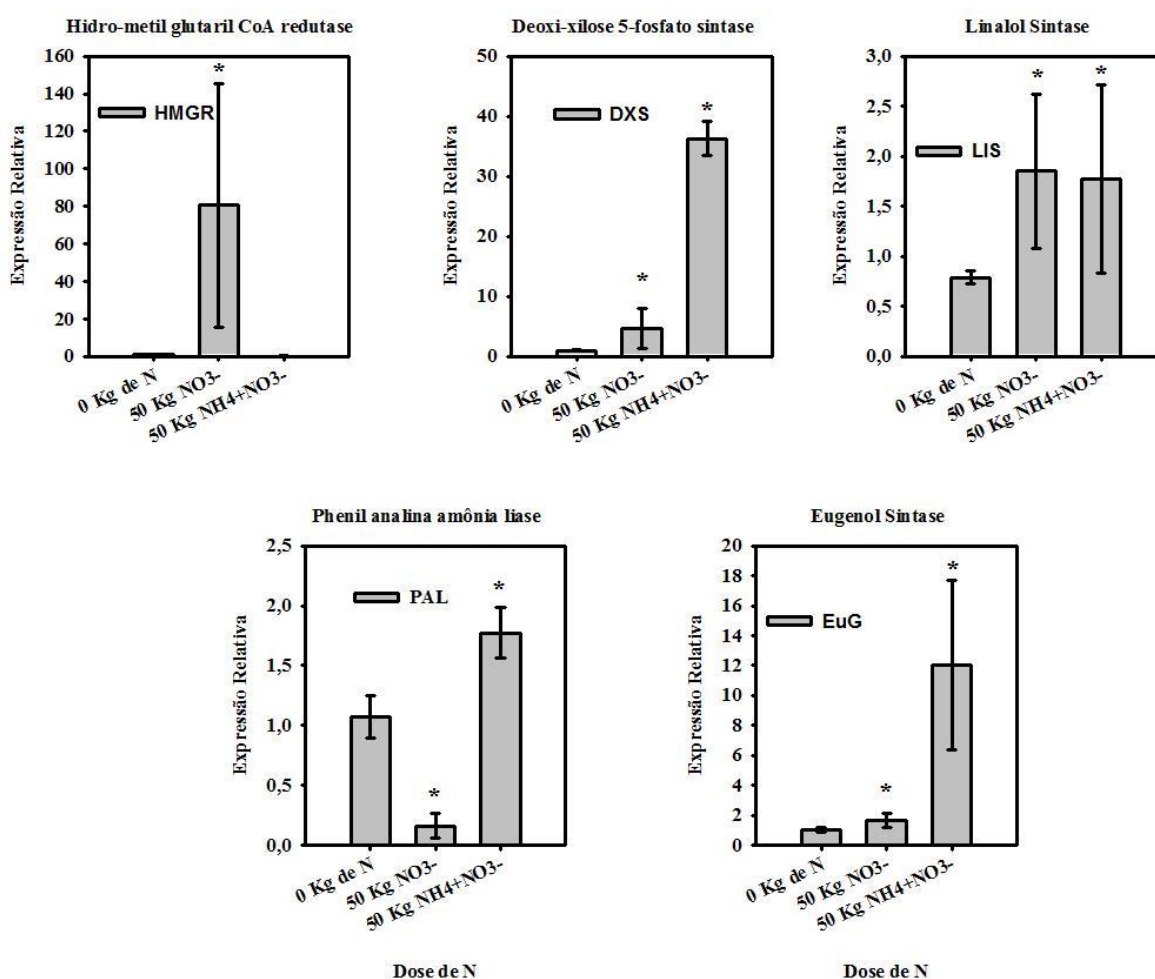 Hidro-metil glutaril CoA redutase
Expressão Relativa
160
140
120
100
80
60
40
20
0
*
HMGR
0 Kg de N
50 Kg NO3-
50 Kg NH4+NO3-
Deoxi-xilose 5-fosfato sintase
Expressão Relativa
50
40
30
20
10
0
*
*
DXS
0 Kg de N
50 Kg NO3-
50 Kg NH4+NO3-
Linalol Sintase
Expressão Relativa
3,0
2,5
2,0
1,5
1,0
0,5
0,0
*
*
LIS
0 Kg de N
50 Kg NO3-
50 Kg NH4+NO3-
Phenil analina amônia liase
Expressão Relativa
2,5
2,0
1,5
1,0
0,5
0,0
*
*
PAL
0 Kg de N
50 Kg NO3-
50 Kg NH4+NO3-
Dose de N
Eugenol Sintase
Expressão Relativa
20
18
16
14
12
10
8
6
4
2
0
*
*
EuG
0 Kg de N
50 Kg NO3-
50 Kg NH4+NO3-
Dose de N